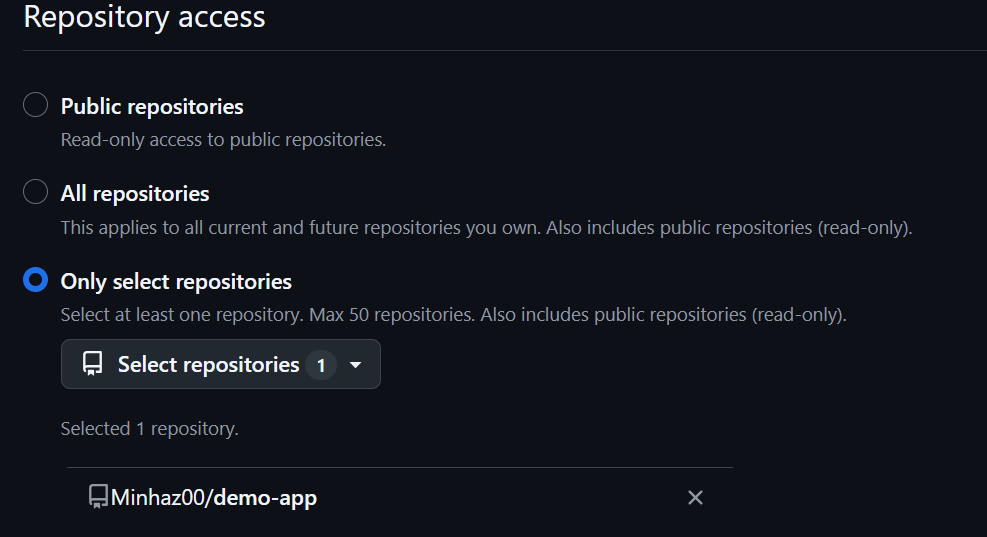 Repository access
Public repositories
Read-only access to public repositories.
All repositories
This applies to all current and future repositories you own. Also includes public repositories (read-only).
Only select repositories
Select at least one repository. Max 50 repositories. Also includes public repositories (read-only).
Select repositories 1
Selected 1 repository.
Minhaz00/demo-app